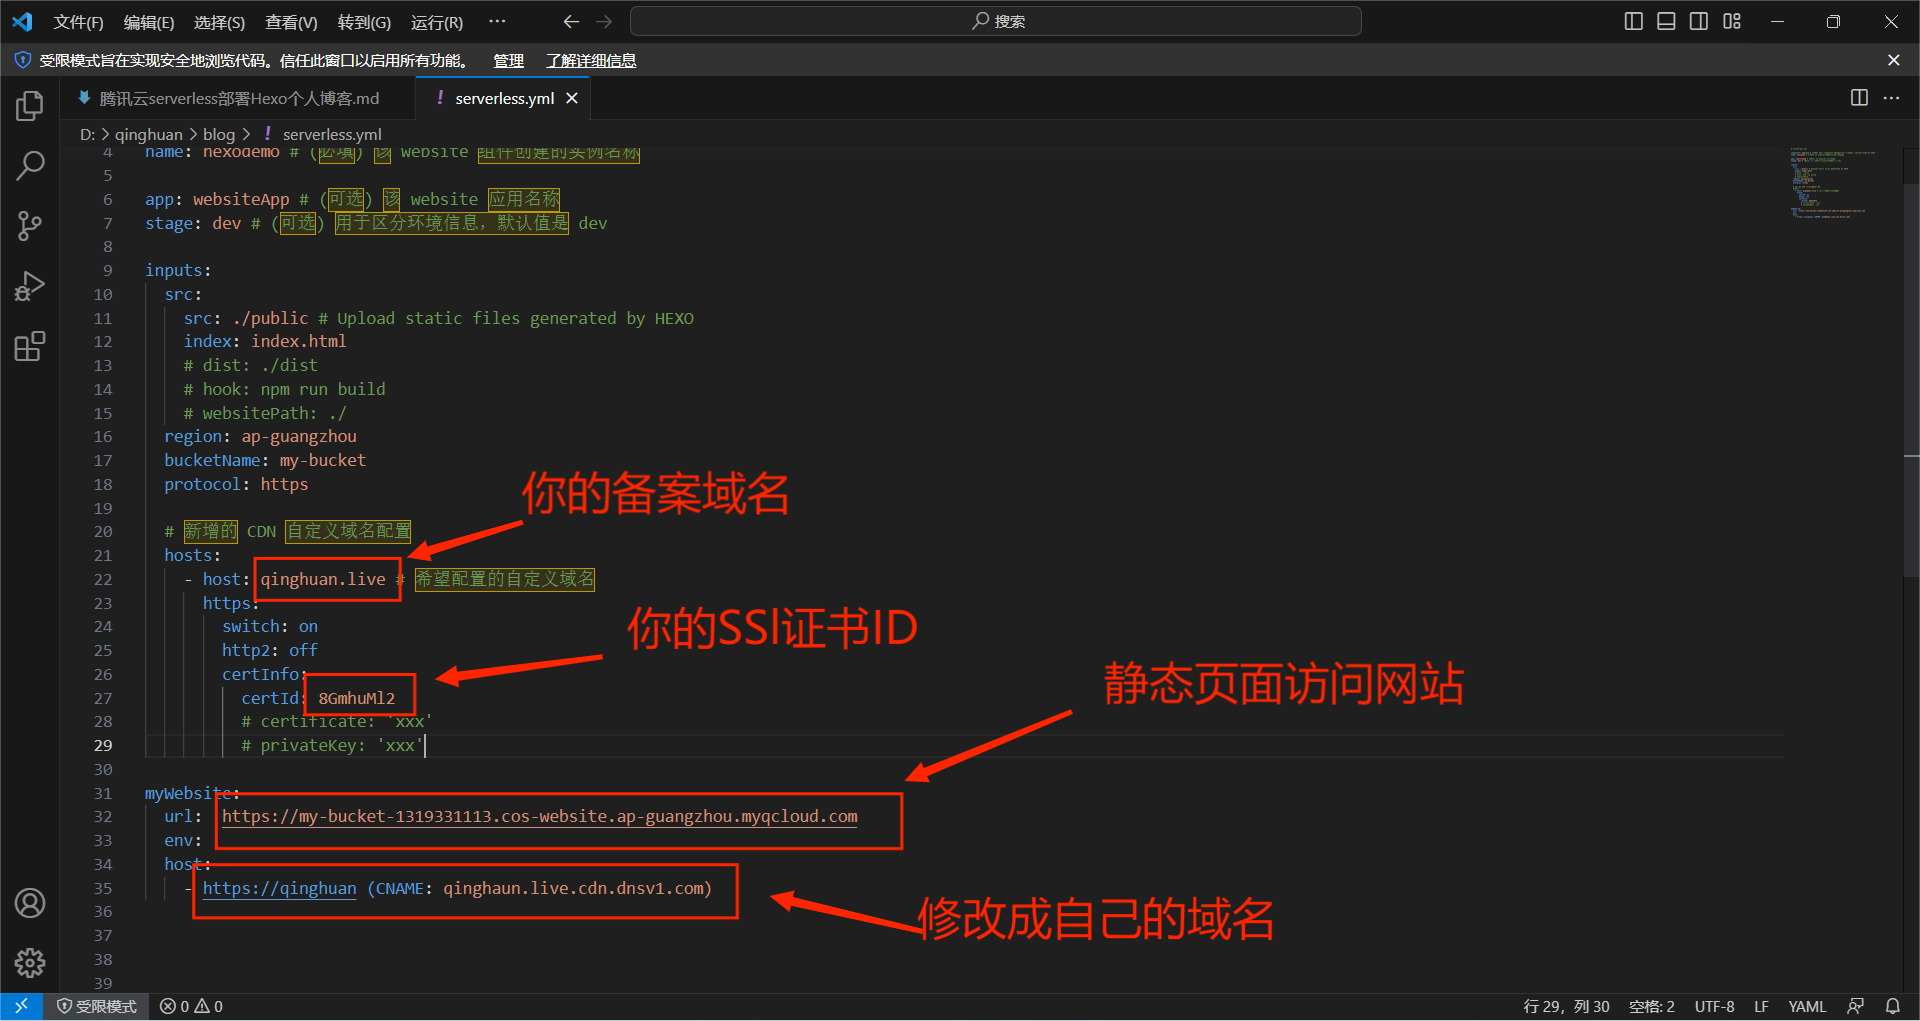 文件(F) 编辑(E) 选择(S) 查看(V) 转到(G) 运行(R) ··· 搜索
受限模式旨在实现安全地浏览代码。信任此窗口以启用所有功能。 管理 了解详细信息
腾讯云serverless部署Hexo个人博客.md ! serverless.yml
D: > qinghuan > blog > ! serverless.yml
4 name: hexodemo # (必填) 该 website 组件创建的实例名称
5
6 app: websiteApp # (可选) 该 website 应用名称
7 stage: dev # (可选) 用于区分环境信息，默认值是 dev
8
9 inputs:
10 src:
11 src: ./public # Upload static files generated by HEXO
12 index: index.html
13 # dist: ./dist
14 # hook: npm run build
15 # websitePath: ./
16 region: ap-guangzhou
17 bucketName: my-bucket
18 protocol: https
你的备案域名
19
20 # 新增的 CDN 自定义域名配置
21 hosts:
22 - host: qinghuan.live # 希望配置的自定义域名
23 https:
你的SSl证书ID
24 switch: on
25 http2: off
26 certInfo:
静态页面访问网站
27 certId: 8GmhuMl2
28 # certificate: 'xxx'
29 # privateKey: 'xxx'
30
31 myWebsite:
32 url: https://my-bucket-1319331113.cos-website.ap-guangzhou.myqcloud.com
33 env:
34 host:
35 - https://qinghuan (CNAME: qinghaun.live.cdn.dnsv1.com)
修改成自己的域名
36
37
38
39
受限模式 0 0 行 29，列 30 空格: 2 UTF-8 LF YAML